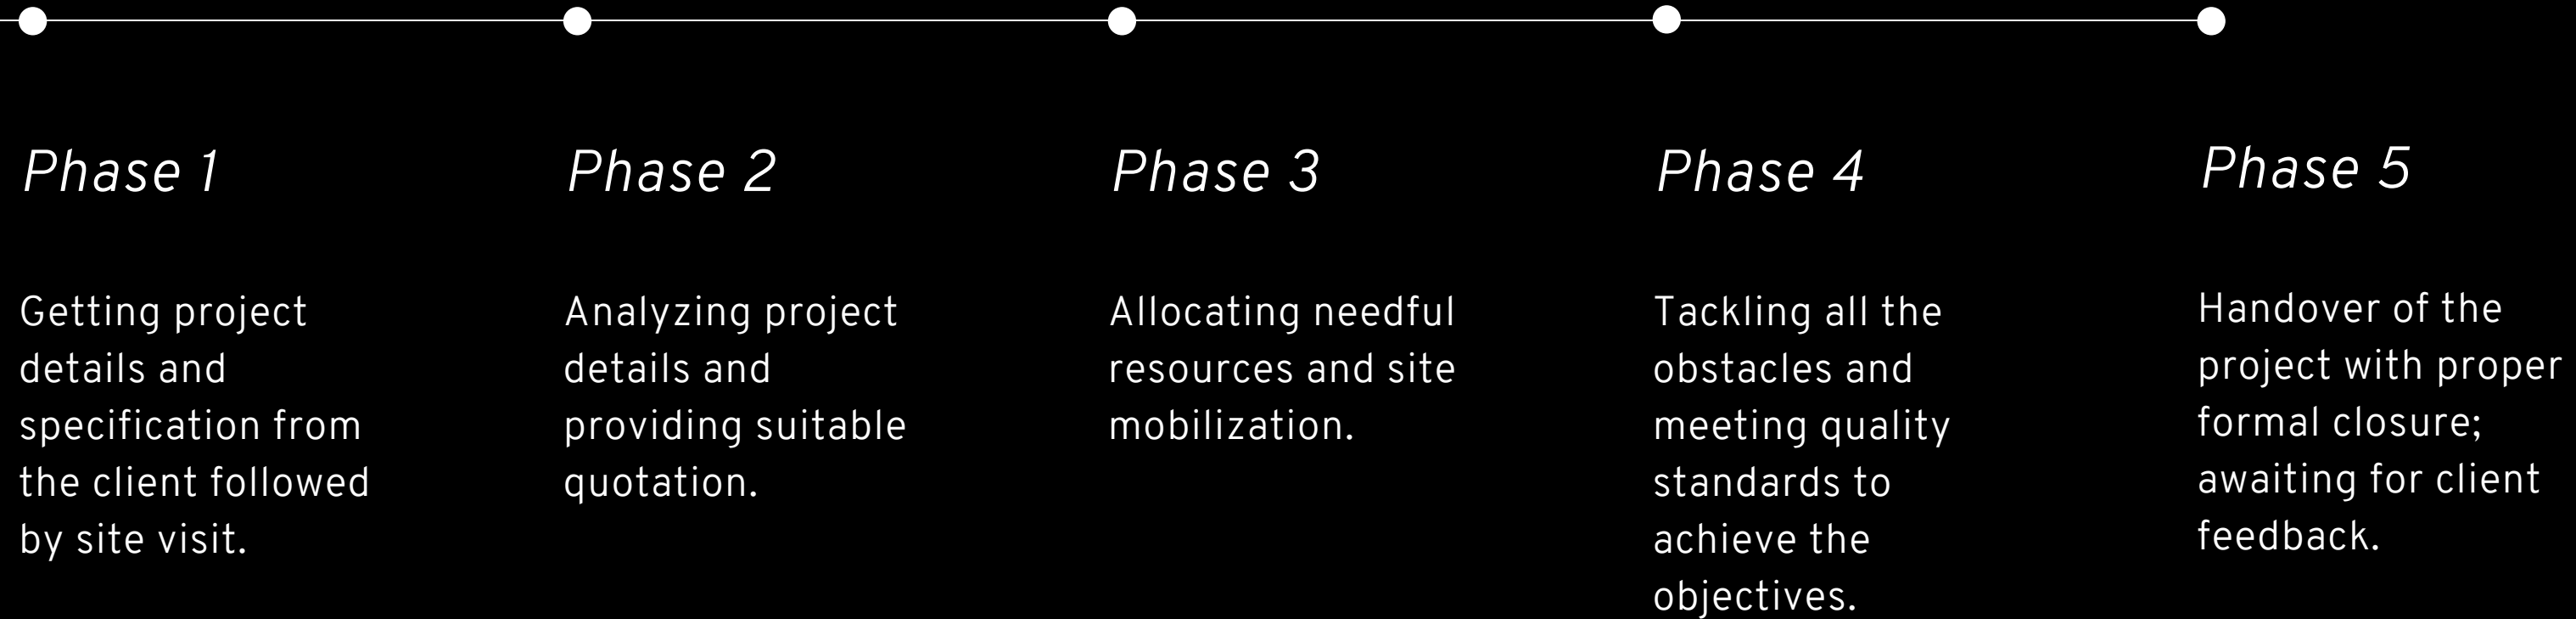 Phase 1
Getting project
details and
specification from
the client followed
by site visit.
Phase 2
Analyzing project
details and
providing suitable
quotation.
Phase 3
Allocating needful
resources and site
mobilization.
Phase 4
Tackling all the
obstacles and
meeting quality
standards to
achieve the
objectives.
Phase 5
Handover of the
project with proper
formal closure;
awaiting for client
feedback.